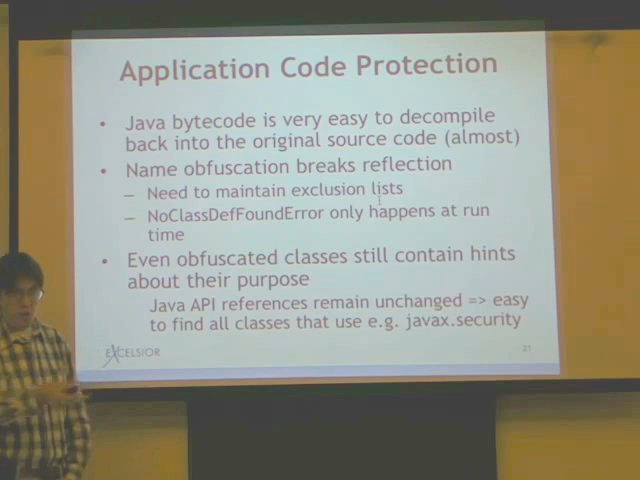 Application Code Protection
• Java bytecode is very easy to decompile
back into the original source code (almost)
• Name obfuscation breaks reflection
– Need to maintain exclusion lists
– NoClassDefFoundError only happens at run
time
• Even obfuscated classes still contain hints
about their purpose
Java API references remain unchanged => easy
to find all classes that use e.g. javax.security
EXCELSIOR
21